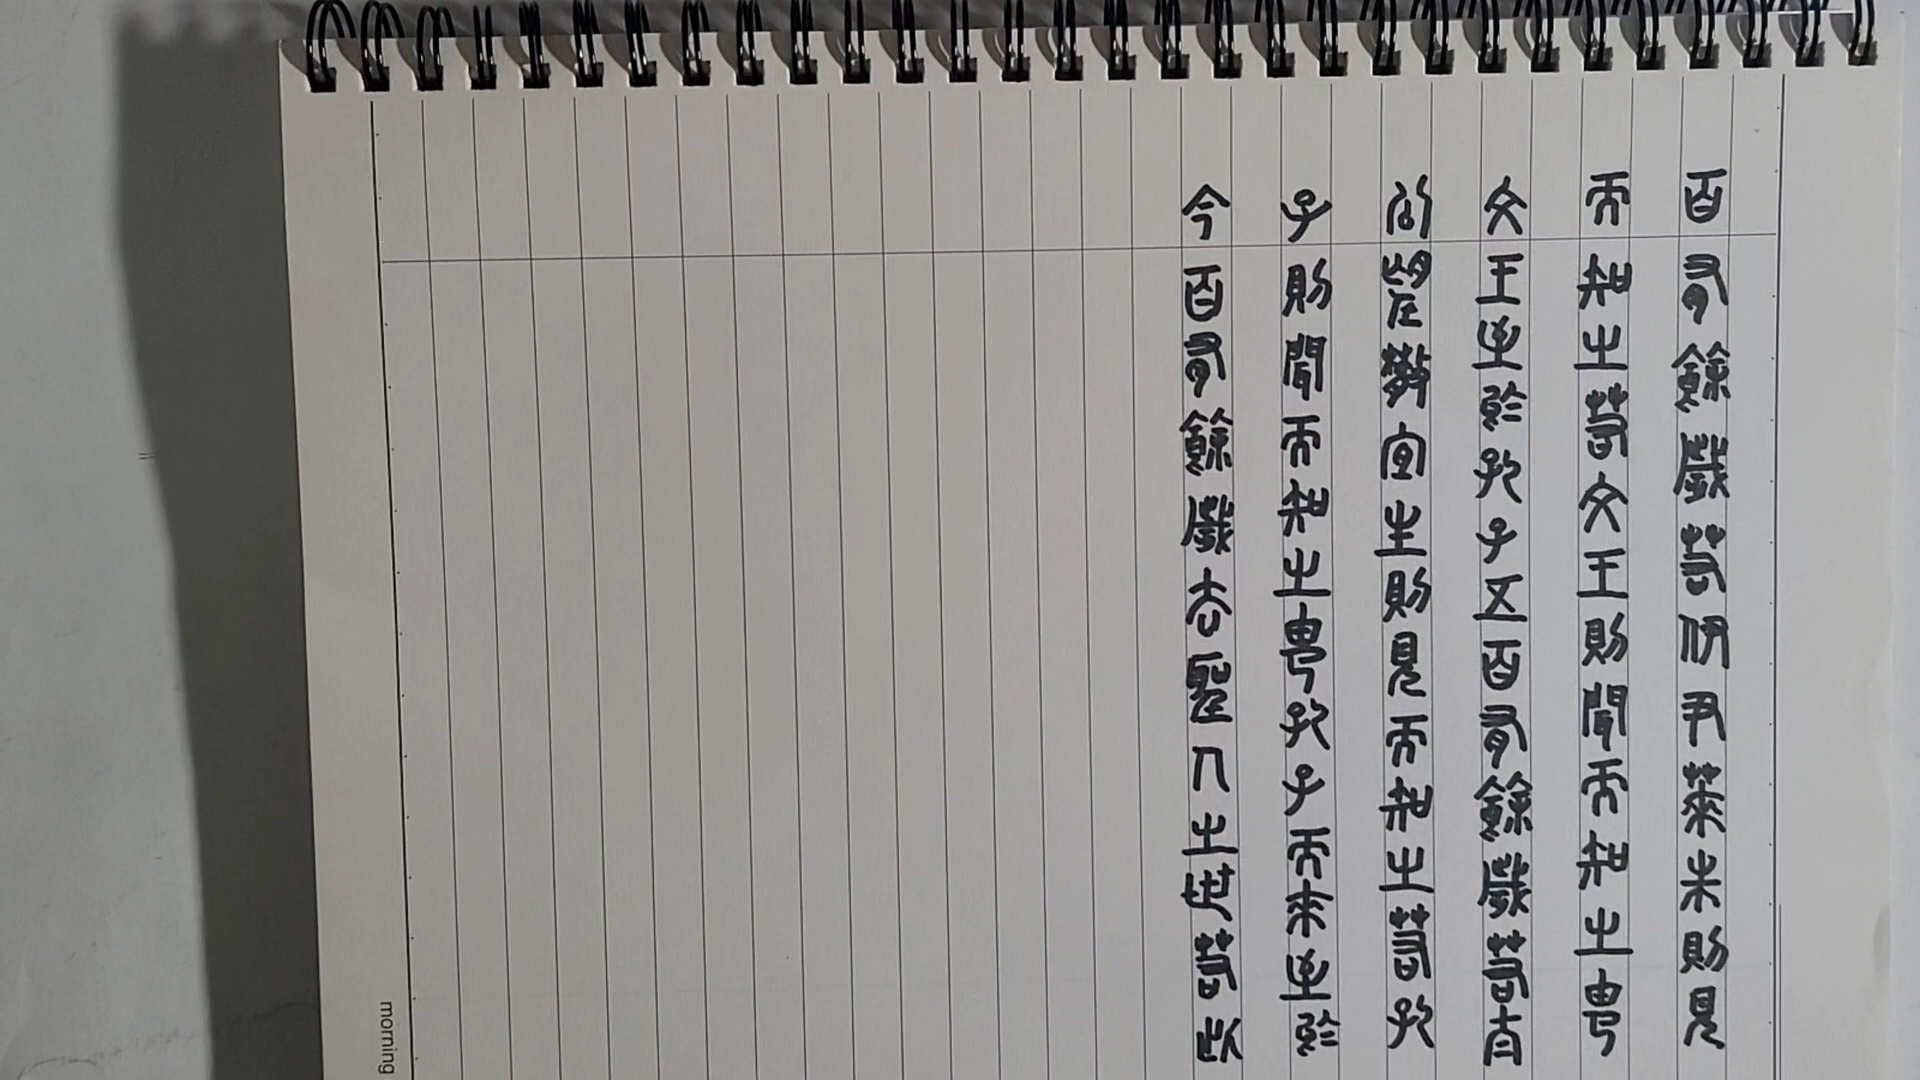 百有餘歲若伊尹萊朱則見
而知之若文王則聞而知之由
文王至於孔子五百有餘歲若太
公望散宜生則見而知之若孔
子則聞而知之由孔子而來至於
今百有餘歲去聖人之世若此
morning